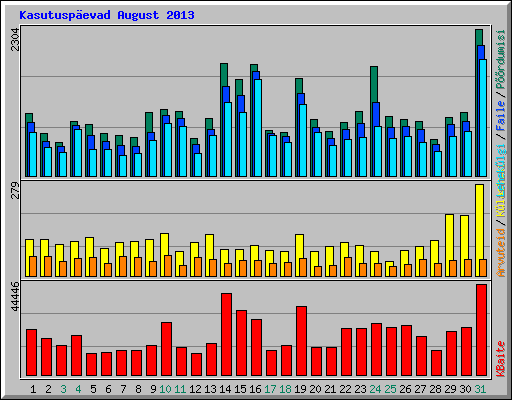 Kasutuspäevad August 2013
2304
279
44446
Pöördumisi / Faile / Lehekülgi
Arvuteid / Külastusi
KBaite
1 2 3 4 5 6 7 8 9 10 11 12 13 14 15 16 17 18 19 20 21 22 23 24 25 26 27 28 29 30 31